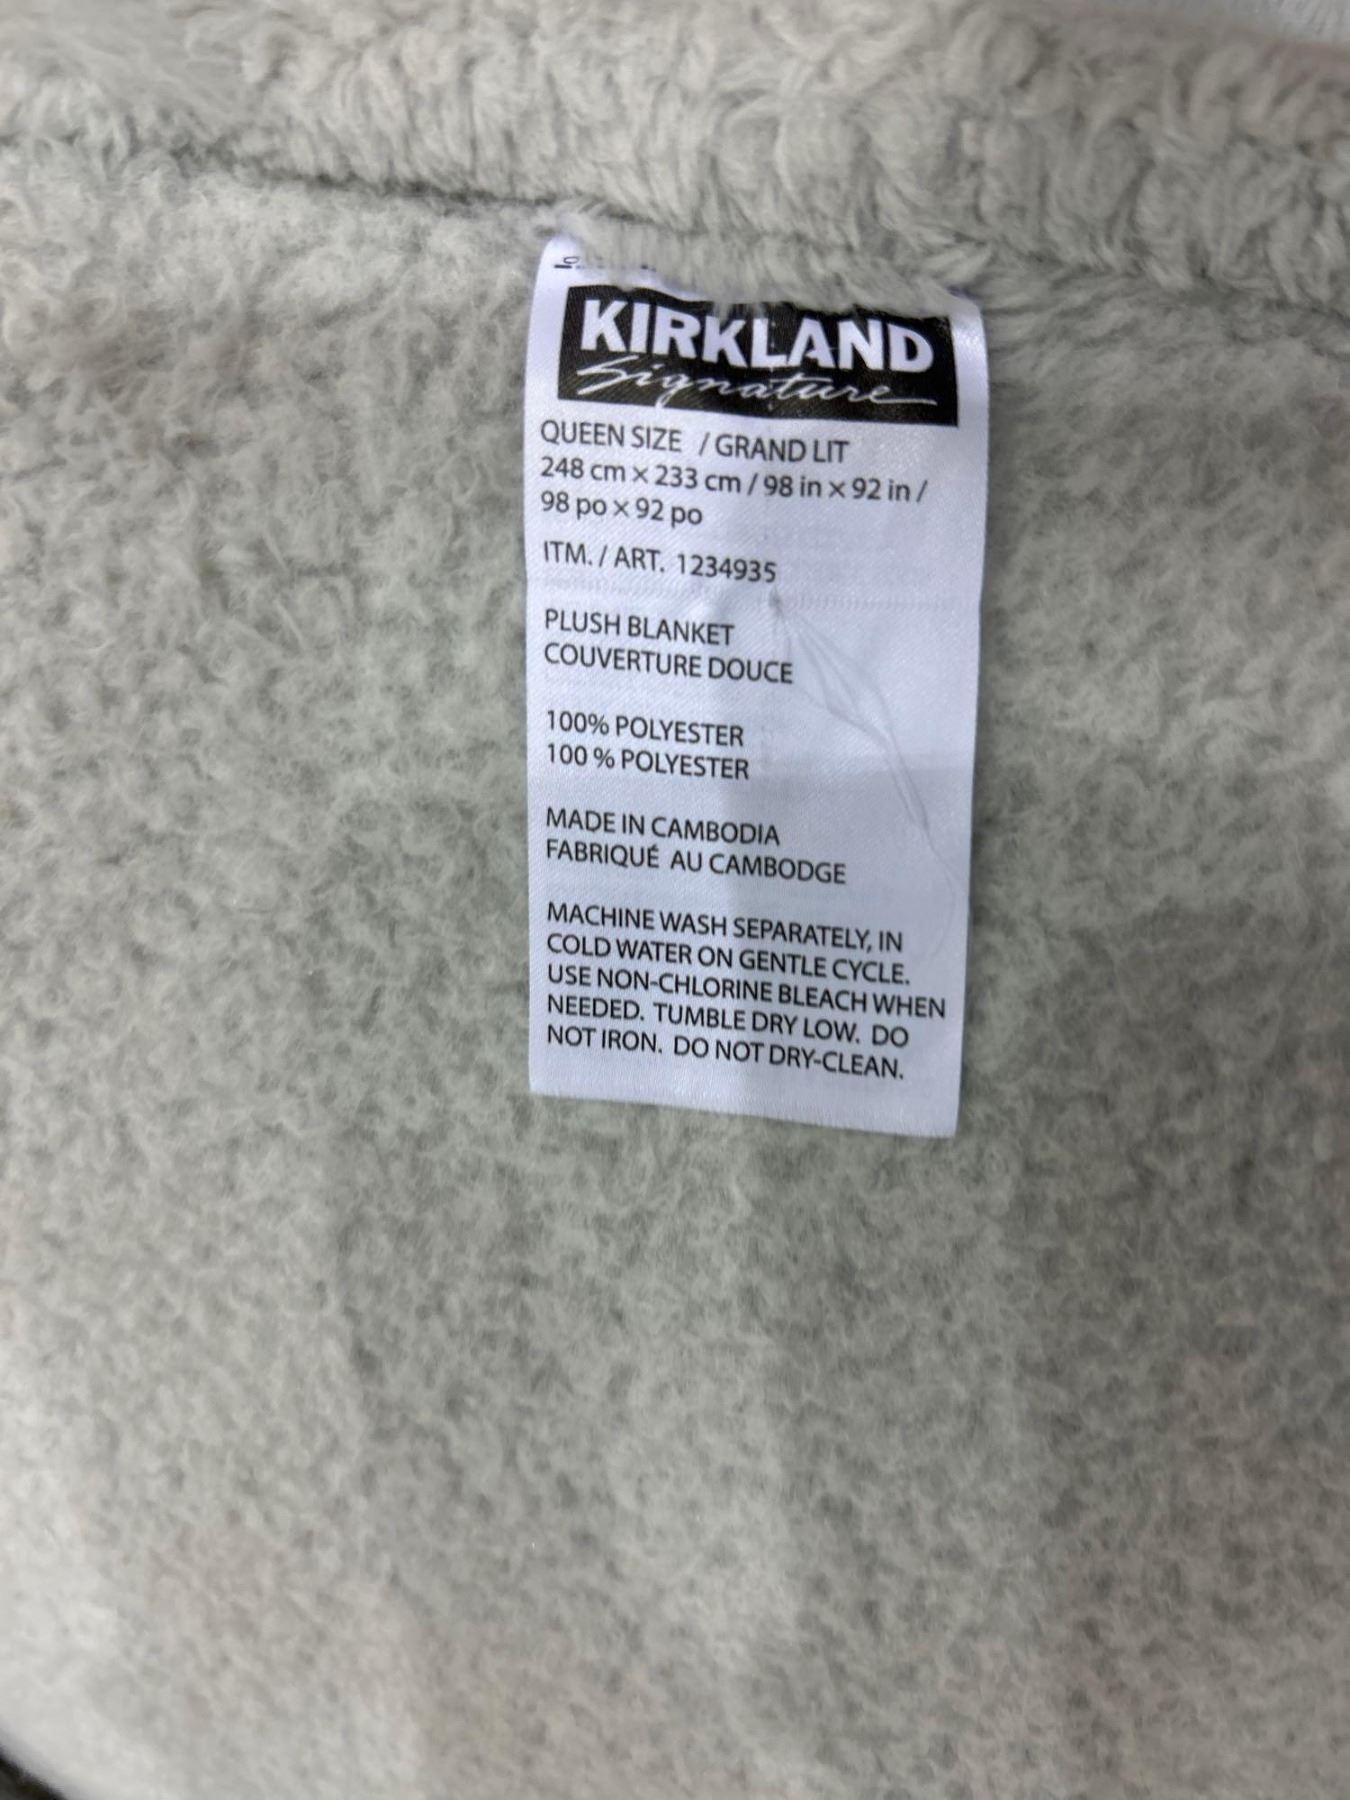 KIRKLAND
Signature
QUEEN SIZE / GRAND LIT
248 cm × 233 cm / 98 in × 92 in /
98 po × 92 po
ITM. / ART. 1234935
PLUSH BLANKET
COUVERTURE DOUCE
100% POLYESTER
100 % POLYESTER
MADE IN CAMBODIA
FABRIQUÉ AU CAMBODGE
MACHINE WASH SEPARATELY, IN
COLD WATER ON GENTLE CYCLE.
USE NON-CHLORINE BLEACH WHEN
NEEDED. TUMBLE DRY LOW. DO
NOT IRON. DO NOT DRY-CLEAN.